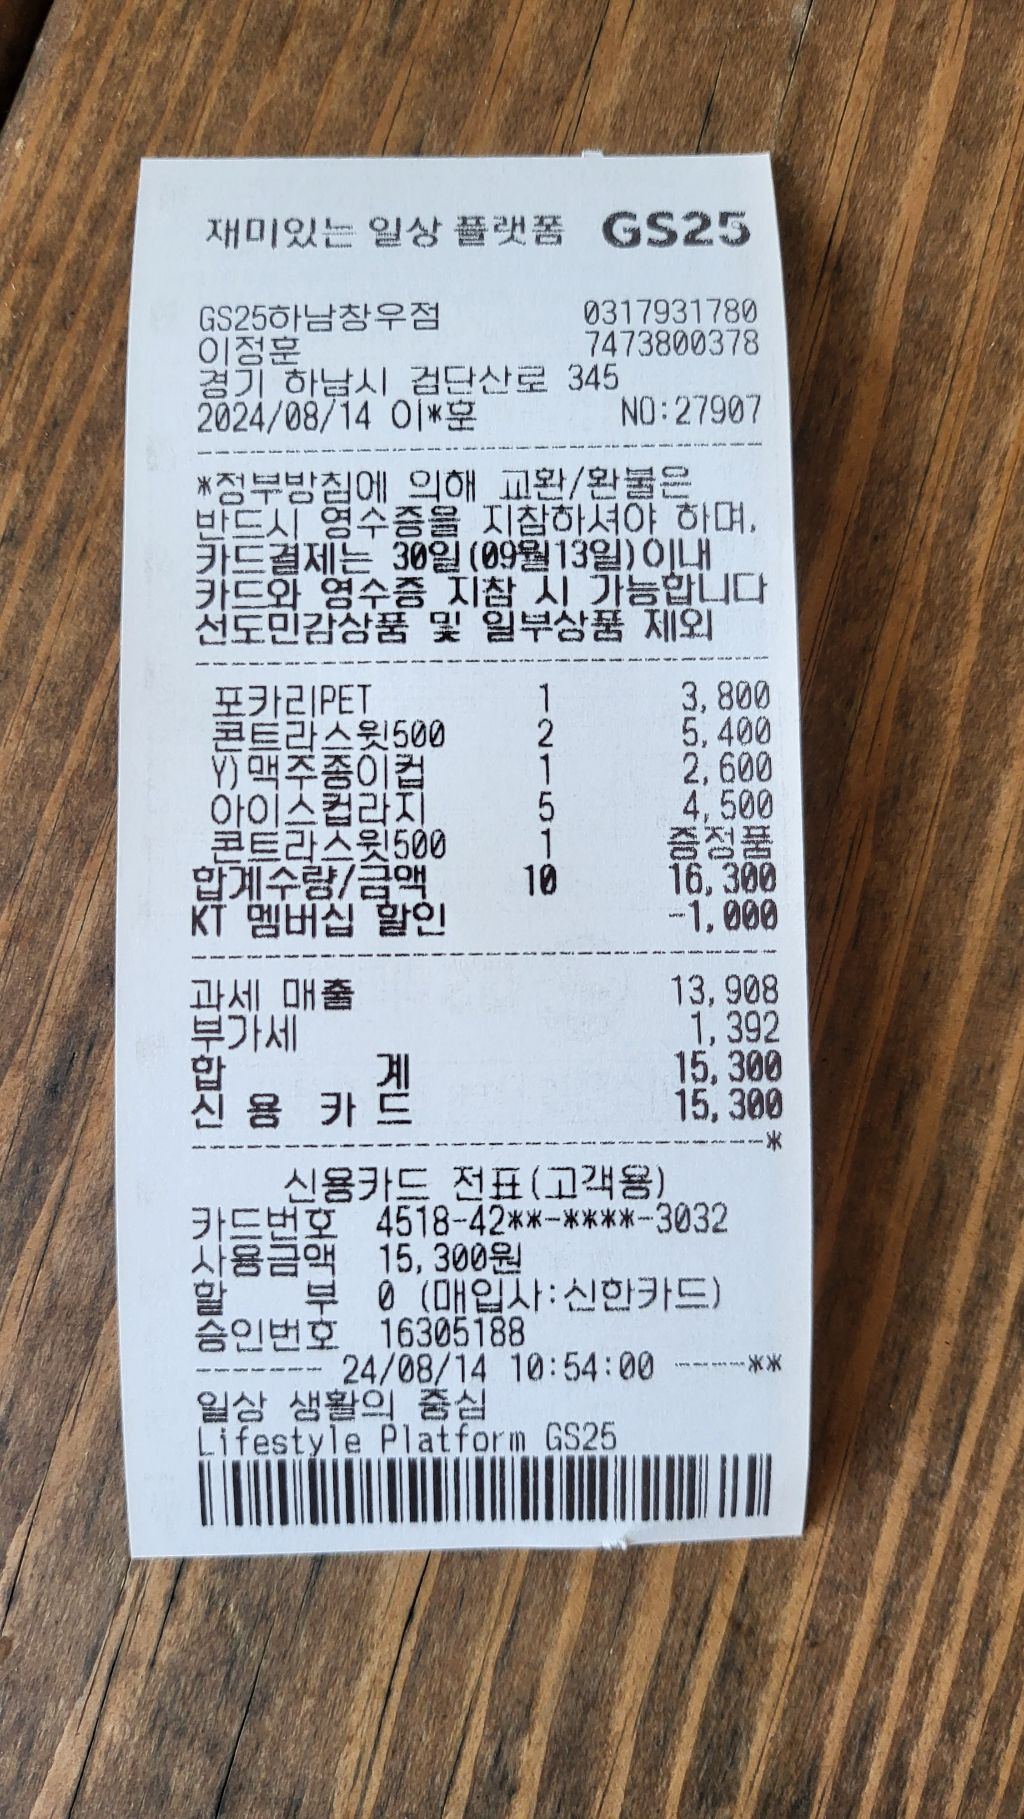 재미있는 일상 플랫폼 GS25
GS25하남창우점 0317931780
이정훈 7473800378
경기 하남시 검단산로 345
2024/08/14 이*훈 NO:27907
*정부방침에 의해 교환/환불은
반드시 영수증을 지참하셔야 하며,
카드결제는 30일(09월13일)이내
카드와 영수증 지참 시 가능합니다
선도민감상품 및 일부상품 제외
포카리PET 1 3,800
콘트라스윗500 2 5,400
Y)맥주종이컵 1 2,600
아이스컵라지 5 4,500
콘트라스윗500 1 증정품
합계수량/금액 10 16,300
KT 멤버십 할인 -1,000
과세 매출 13,908
부가세 1,392
합 계 15,300
신 용 카 드 15,300
*
신용카드 전표(고객용)
카드번호 4518-42**-****-3032
사용금액 15,300원
할 부 0 (매입사:신한카드)
승인번호 16305188
------- 24/08/14 10:54:00 ------**
일상 생활의 중심
Lifestyle Platform GS25